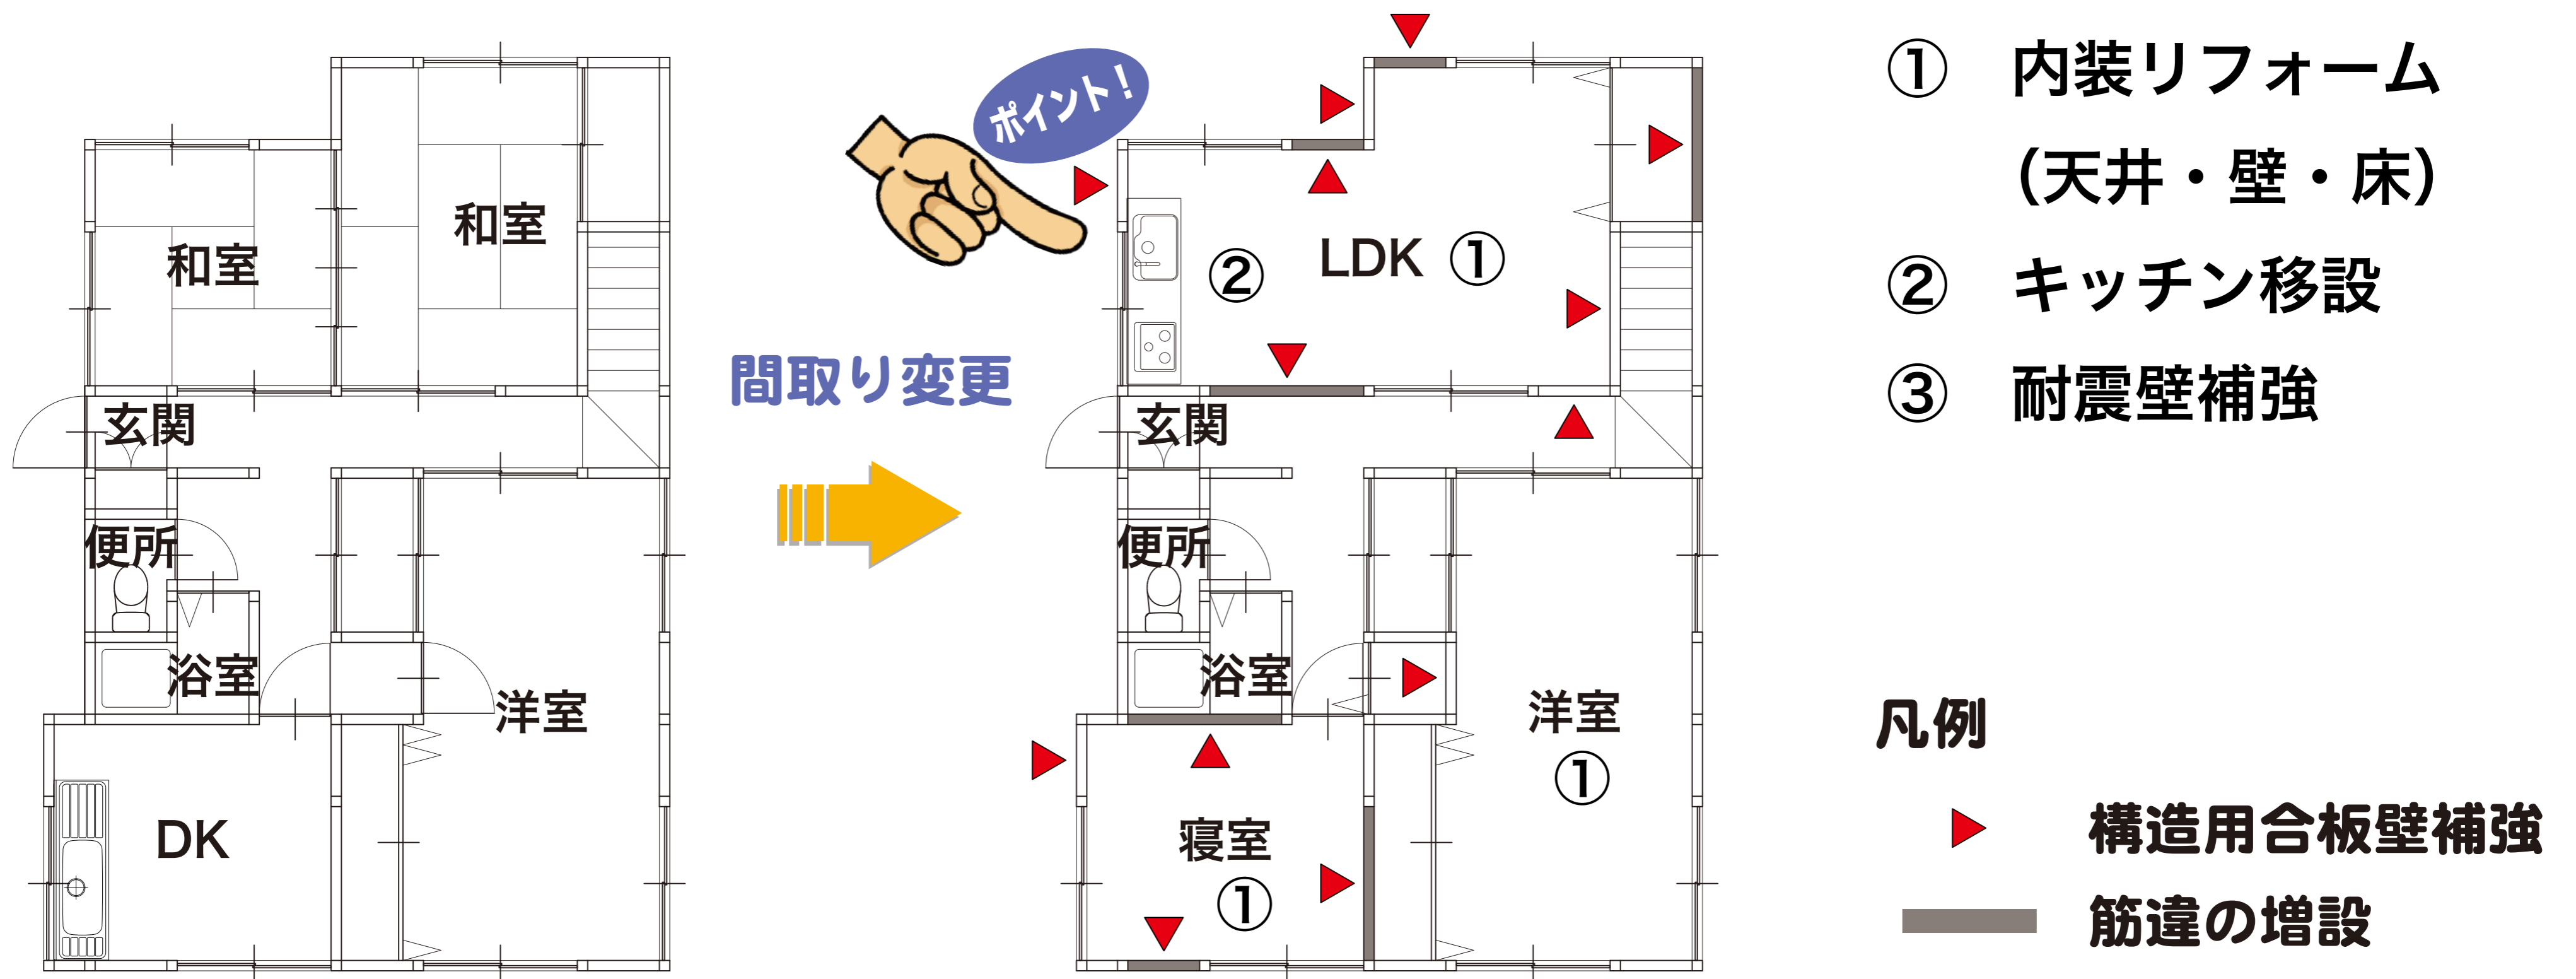 和室
和室
玄関
便所
浴室
洋室
DK
間取り変更
ポイント！
② LDK ①
玄関
便所
浴室
洋室
①
寝室
①
① 内装リフォーム
（天井・壁・床）
② キッチン移設
③ 耐震壁補強
凡例
構造用合板壁補強
筋違の増設